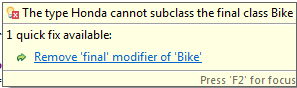 The type Honda cannot subclass the final class Bike
1 quick fix available:
Remove 'final' modifier of 'Bike'
Press 'F2' for focus